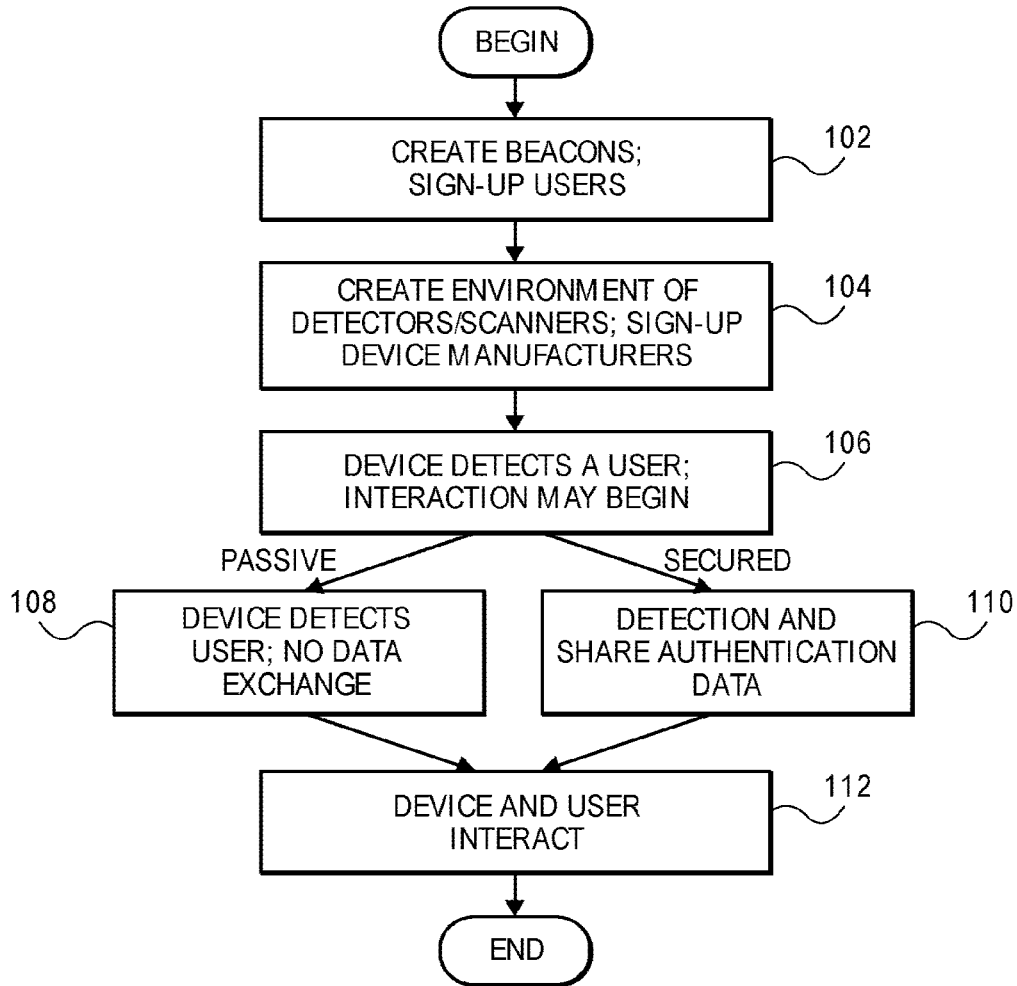 BEGIN
CREATE BEACONS;
SIGN-UP USERS
102
CREATE ENVIRONMENT OF
DETECTORS/SCANNERS; SIGN-UP
DEVICE MANUFACTURERS
104
DEVICE DETECTS A USER;
INTERACTION MAY BEGIN
106
PASSIVE
SECURED
108
DEVICE DETECTS
USER; NO DATA
EXCHANGE
DETECTION AND
SHARE AUTHENTICATION
DATA
110
DEVICE AND USER
INTERACT
112
END